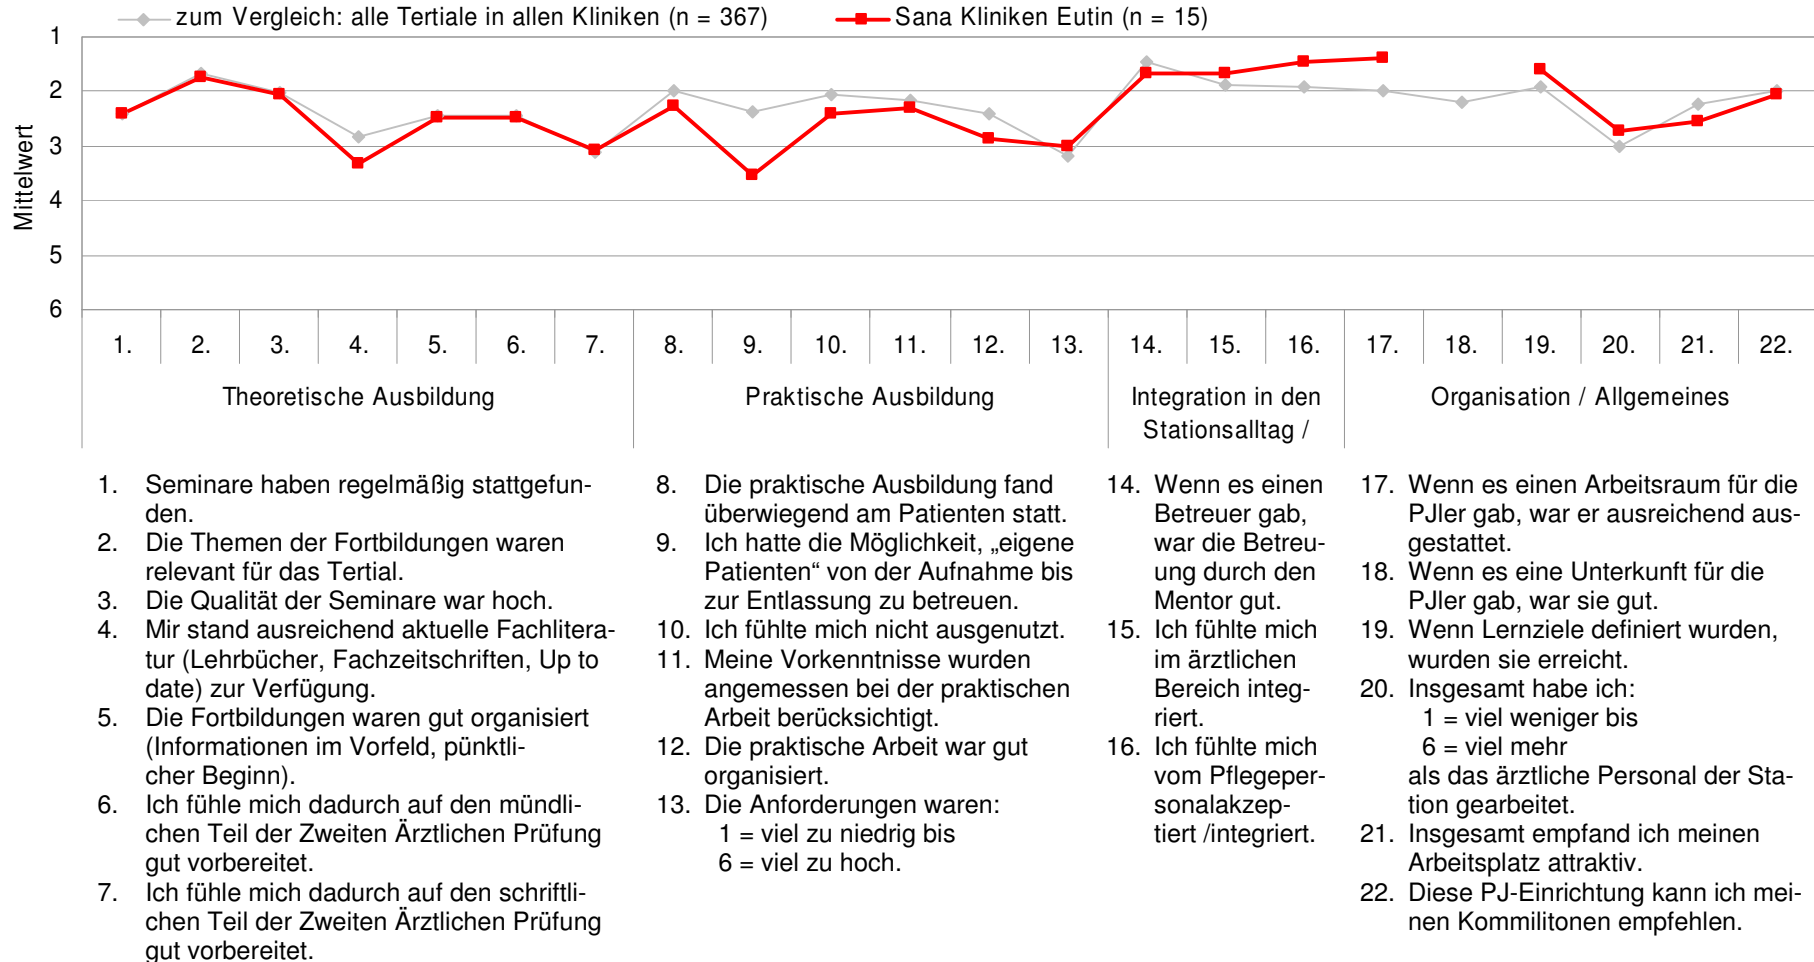 zum Vergleich: alle Tertiale in allen Kliniken (n = 367)
Sana Kliniken Eutin (n = 15)
Mittelwert
1
2
3
4
5
6
1. 2. 3. 4. 5. 6. 7. 8. 9. 10. 11. 12. 13. 14. 15. 16. 17. 18. 19. 20. 21. 22.
Theoretische Ausbildung
Praktische Ausbildung
Integration in den
Stationsalltag /
Organisation / Allgemeines
1. Seminare haben regelmäßig stattgefun-
den.
2. Die Themen der Fortbildungen waren
relevant für das Tertial.
3. Die Qualität der Seminare war hoch.
4. Mir stand ausreichend aktuelle Fachlitera-
tur (Lehrbücher, Fachzeitschriften, Up to
date) zur Verfügung.
5. Die Fortbildungen waren gut organisiert
(Informationen im Vorfeld, pünktli-
cher Beginn).
6. Ich fühle mich dadurch auf den mündli-
chen Teil der Zweiten Ärztlichen Prüfung
gut vorbereitet.
7. Ich fühle mich dadurch auf den schriftli-
chen Teil der Zweiten Ärztlichen Prüfung
gut vorbereitet.
8. Die praktische Ausbildung fand
überwiegend am Patienten statt.
9. Ich hatte die Möglichkeit, „eigene
Patienten“ von der Aufnahme bis
zur Entlassung zu betreuen.
10. Ich fühlte mich nicht ausgenutzt.
11. Meine Vorkenntnisse wurden
angemessen bei der praktischen
Arbeit berücksichtigt.
12. Die praktische Arbeit war gut
organisiert.
13. Die Anforderungen waren:
1 = viel zu niedrig bis
6 = viel zu hoch.
14. Wenn es einen
Betreuer gab,
war die Betreu-
ung durch den
Mentor gut.
15. Ich fühlte mich
im ärztlichen
Bereich integ-
riert.
16. Ich fühlte mich
vom Pflegeper-
sonalakzep-
tiert /integriert.
17. Wenn es einen Arbeitsraum für die
PJler gab, war er ausreichend aus-
gestattet.
18. Wenn es eine Unterkunft für die
PJler gab, war sie gut.
19. Wenn Lernziele definiert wurden,
wurden sie erreicht.
20. Insgesamt habe ich:
1 = viel weniger bis
6 = viel mehr
als das ärztliche Personal der Sta-
tion gearbeitet.
21. Insgesamt empfand ich meinen
Arbeitsplatz attraktiv.
22. Diese PJ-Einrichtung kann ich mei-
nen Kommilitonen empfehlen.